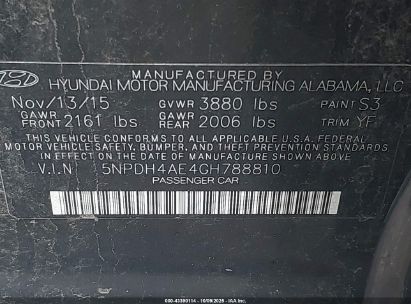 MANUFACTURED BY
HYUNDAI MOTOR MANUFACTURING ALABAMA, LLC
Nov/13/15 GVWR 3880 lbs PAINT S3
GAWR FRONT 2161 lbs GAWR REAR 2006 lbs TRIM YF
THIS VEHICLE CONFORMS TO ALL APPLICABLE U.S.A. FEDERAL
MOTOR VEHICLE SAFETY, BUMPER, AND THEFT PREVENTION STANDARDS
IN EFFECT ON THE DATE OF MANUFACTURE SHOWN ABOVE.
V.I.N 5NPDH4AE4GH788810
PASSENGER CAR